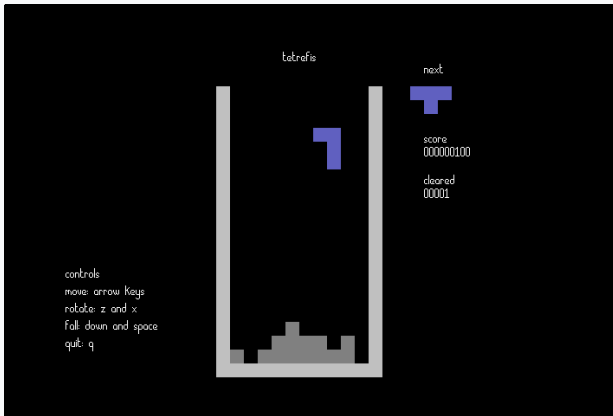 tetrefis
next
score
000000100
cleared
00001
controls
move: arrow keys
rotate: z and x
fall: down and space
quit: q